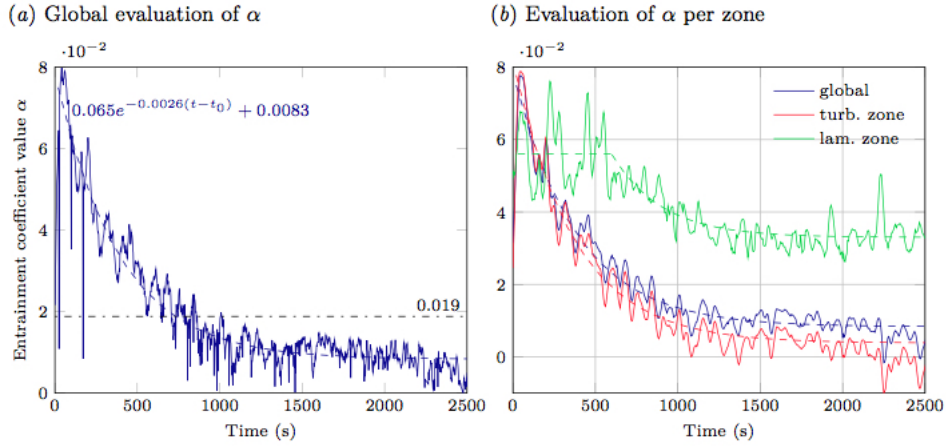 (a) Global evaluation of α
(b) Evaluation of α per zone
·10⁻²
8
6
4
2
0
0.065e^{−0.0026(t−t₀)} + 0.0083
0.019
Entrainment coefficient value α
0 500 1000 1500 2000 2500
Time (s)
·10⁻²
8
6
4
2
0
global
turb. zone
lam. zone
0 500 1000 1500 2000 2500
Time (s)